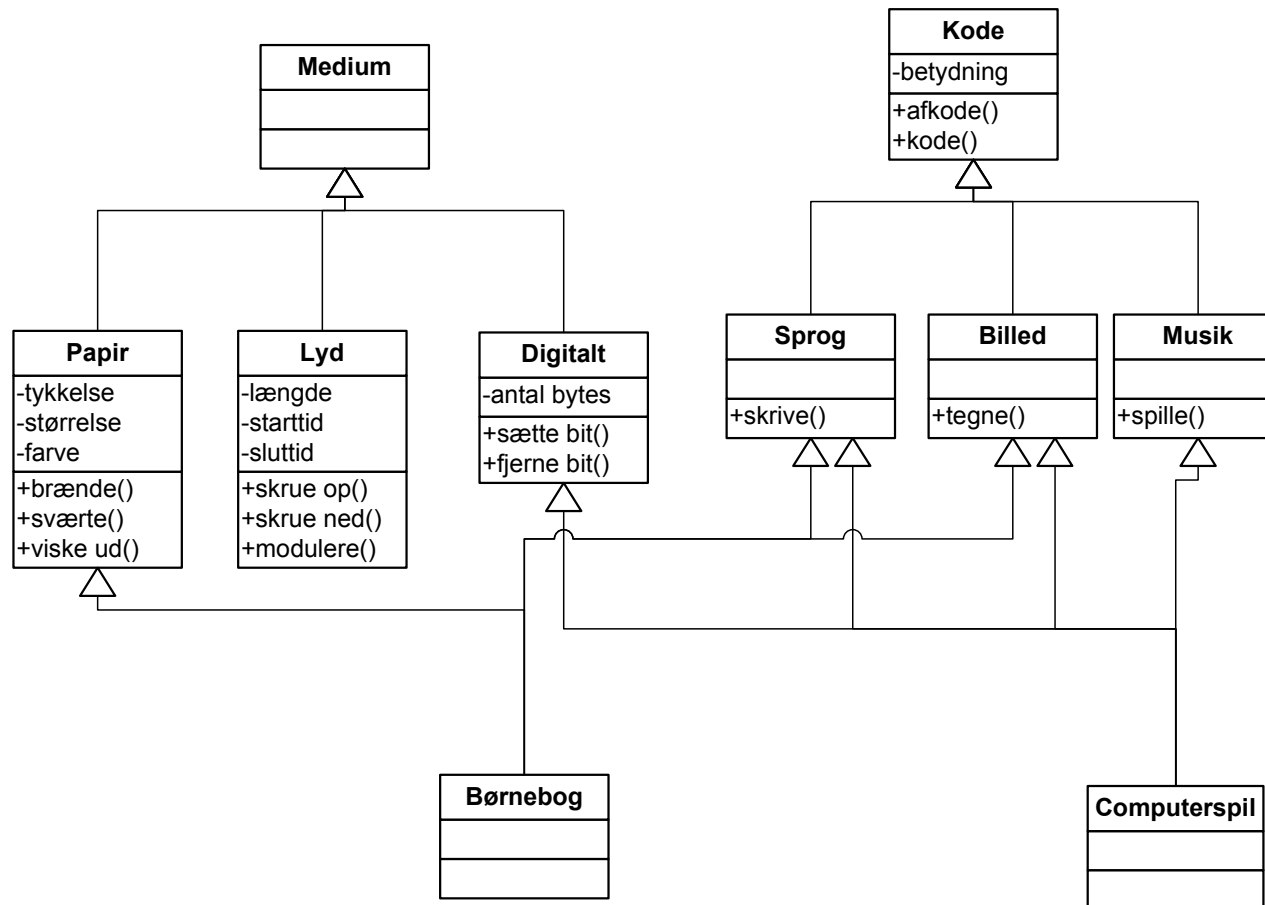 Medium
Kode
-betydning
+afkode()
+kode()
Papir
-tykkelse
-størrelse
-farve
+brænde()
+sværte()
+viske ud()
Lyd
-længde
-starttid
-sluttid
+skrue op()
+skrue ned()
+modulere()
Digitalt
-antal bytes
+sætte bit()
+fjerne bit()
Sprog
+skrive()
Billed
+tegne()
Musik
+spille()
Børnebog
Computerspil